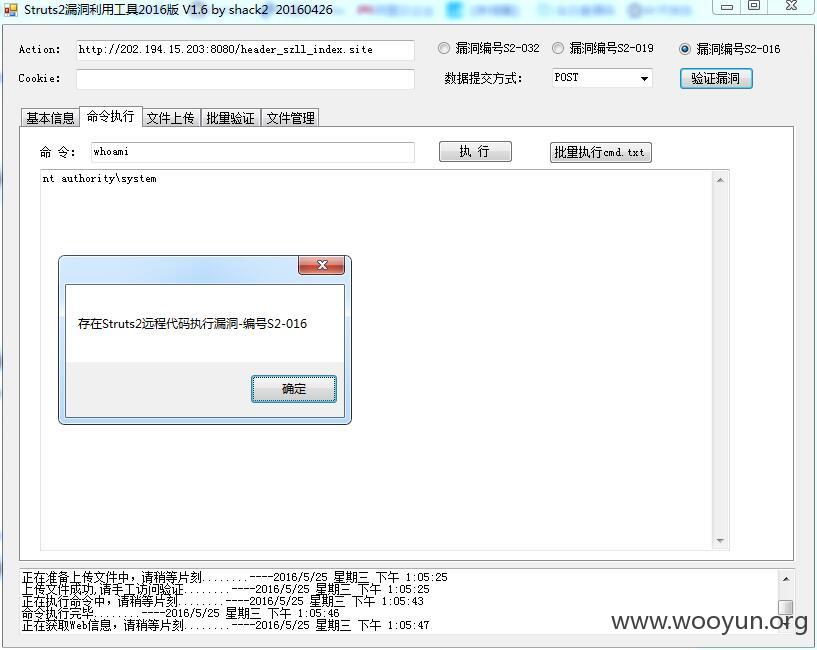 Struts2漏洞利用工具2016版 V1.6 by shack2 20160426
Action: http://202.194.15.203:8080/header_szll_index.site 漏洞编号S2-032 漏洞编号S2-019 漏洞编号S2-016
Cookie: 数据提交方式: POST 验证漏洞
基本信息 命令执行 文件上传 批量验证 文件管理
命 令: whoami 执 行 批量执行cmd.txt
nt authority\system
存在Struts2远程代码执行漏洞-编号S2-016
确定
正在准备上传文件中，请稍等片刻........----2016/5/25 星期三 下午 1:05:25
上传文件成功,请手工访问验证........----2016/5/25 星期三 下午 1:05:25
正在执行命令中，请稍等片刻........----2016/5/25 星期三 下午 1:05:43
命令执行完毕........----2016/5/25 星期三 下午 1:05:46
正在获取Web信息，请稍等片刻........----2016/5/25 星期三 下午 1:05:47
www.wooyun.org